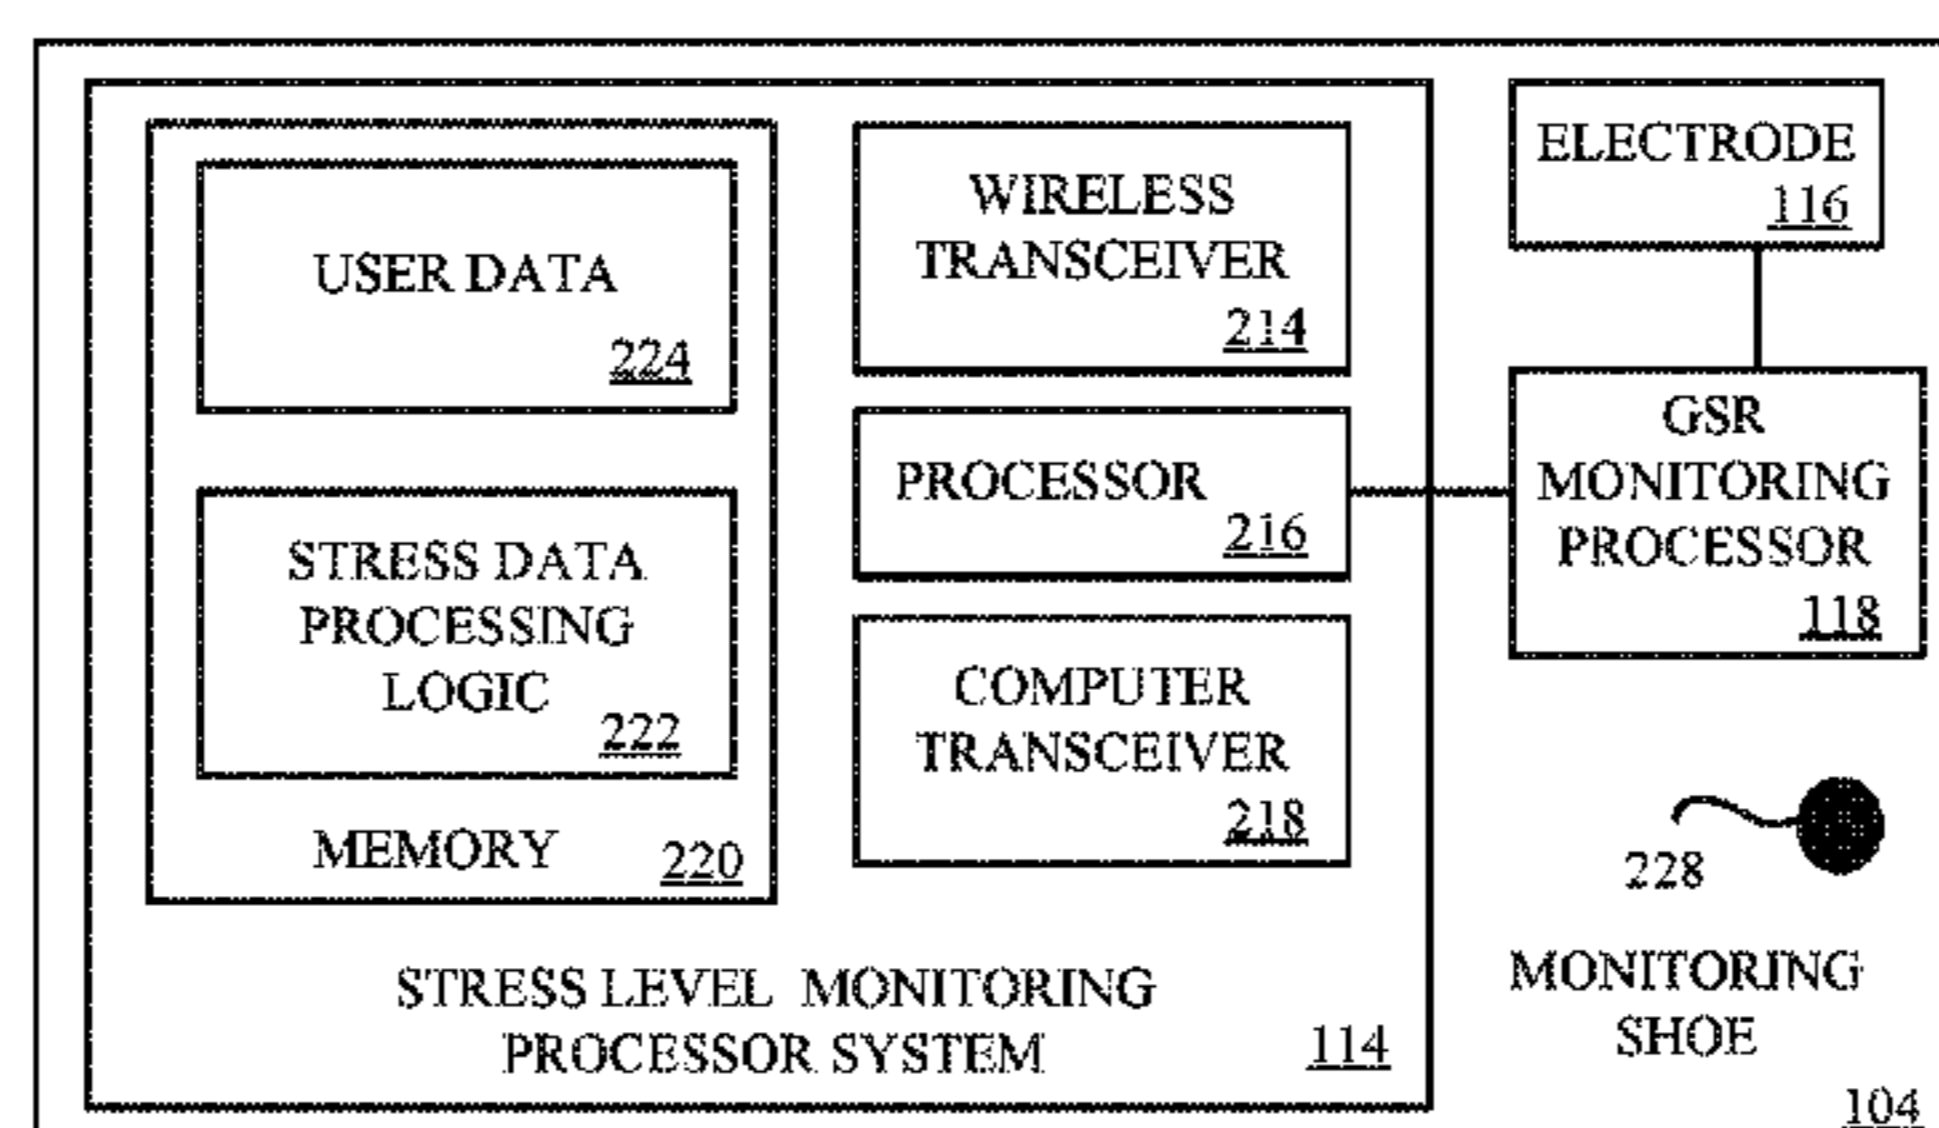 USER DATA
224
STRESS DATA
PROCESSING
LOGIC
222
MEMORY
220
WIRELESS
TRANSCEIVER
214
PROCESSOR
216
COMPUTER
TRANSCEIVER
218
STRESS LEVEL MONITORING
PROCESSOR SYSTEM
114
ELECTRODE
116
GSR
MONITORING
PROCESSOR
118
228
MONITORING
SHOE
104